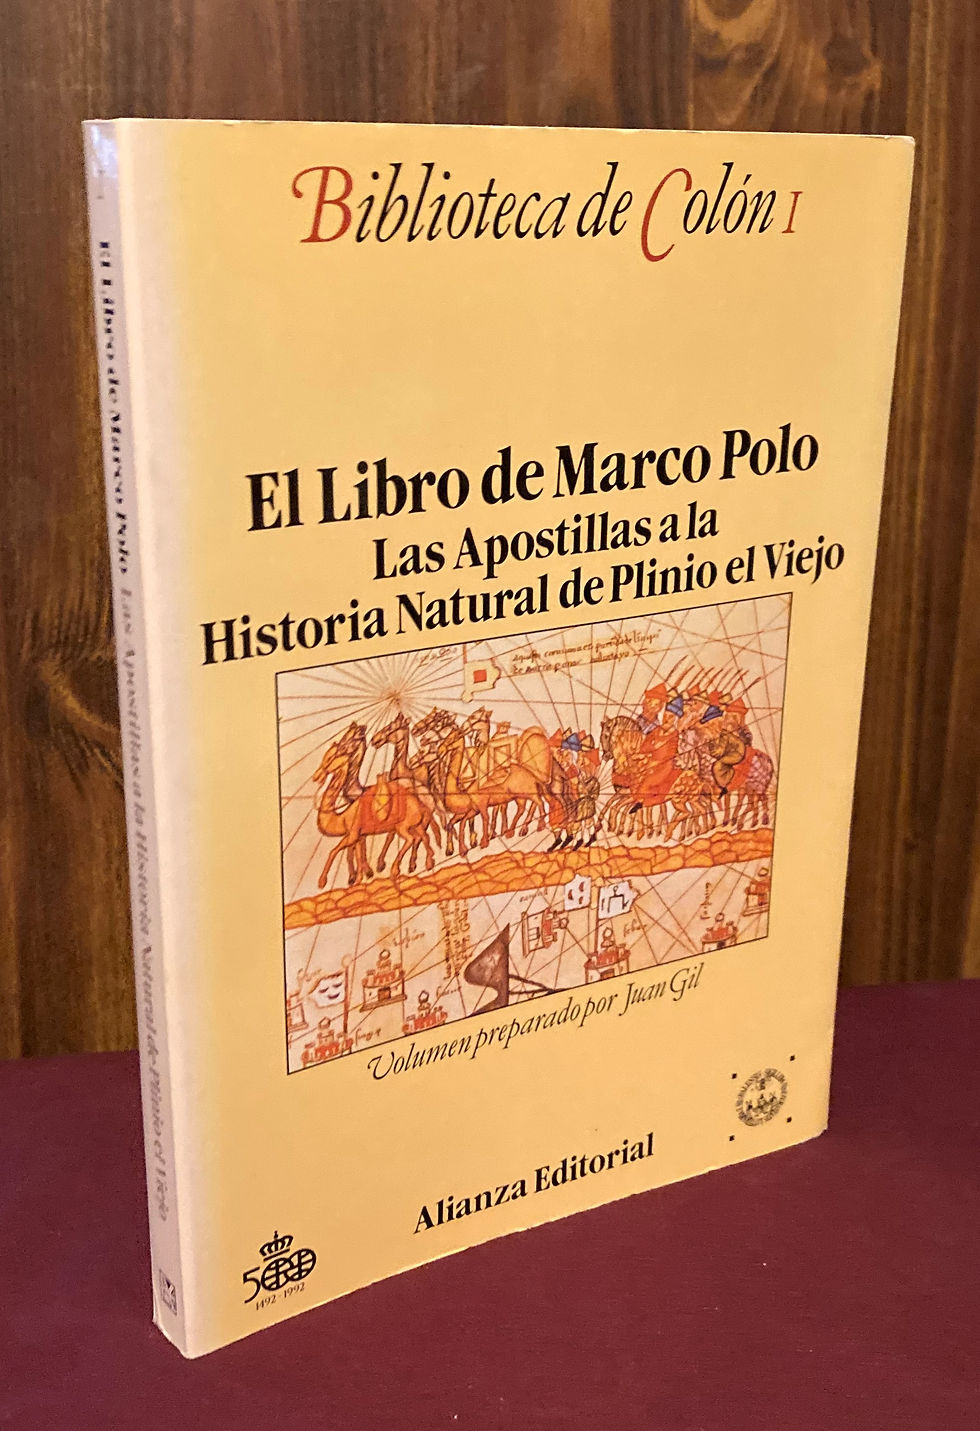 Biblioteca de Colón I
El Libro de Marco Polo
Las Apostillas a la
Historia Natural de Plinio el Viejo
Volumen preparado por Juan Gil
Alianza Editorial
500
1492-1992
El Libro de Marco Polo Las Apostillas a la Historia Natural de Plinio el Viejo